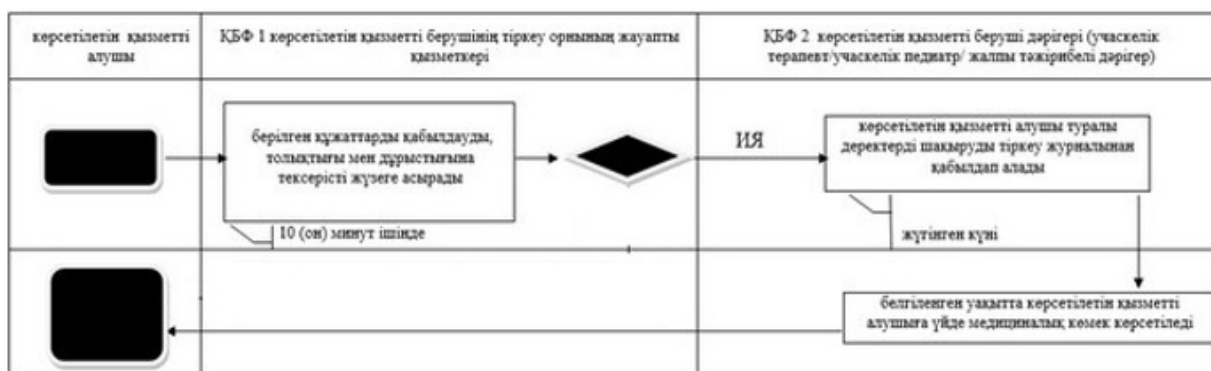 көрсетілетін қызметті
алушы
ҚБФ 1 көрсетілетін қызметті берушінің тіркеу орнының жауапты
қызметкері
ҚБФ 2 көрсетілетін қызметті беруші дәрігері (учаскелік
терапевт/учаскелік педиатр/ жалпы тәжірибелі дәрігер)
берілген құжаттарды қабылдауды,
толықтығы мен дұрыстығына
тексерісті жүзеге асырады
ИЯ
көрсетілетін қызметті алушы туралы
деректерді шақыруды тіркеу журналынан
қабылдап алады
10 (он) минут ішінде
жүгінген күні
белгіленген уақытта көрсетілетін қызметті
алушыға үйде медициналық көмек көрсетіледі